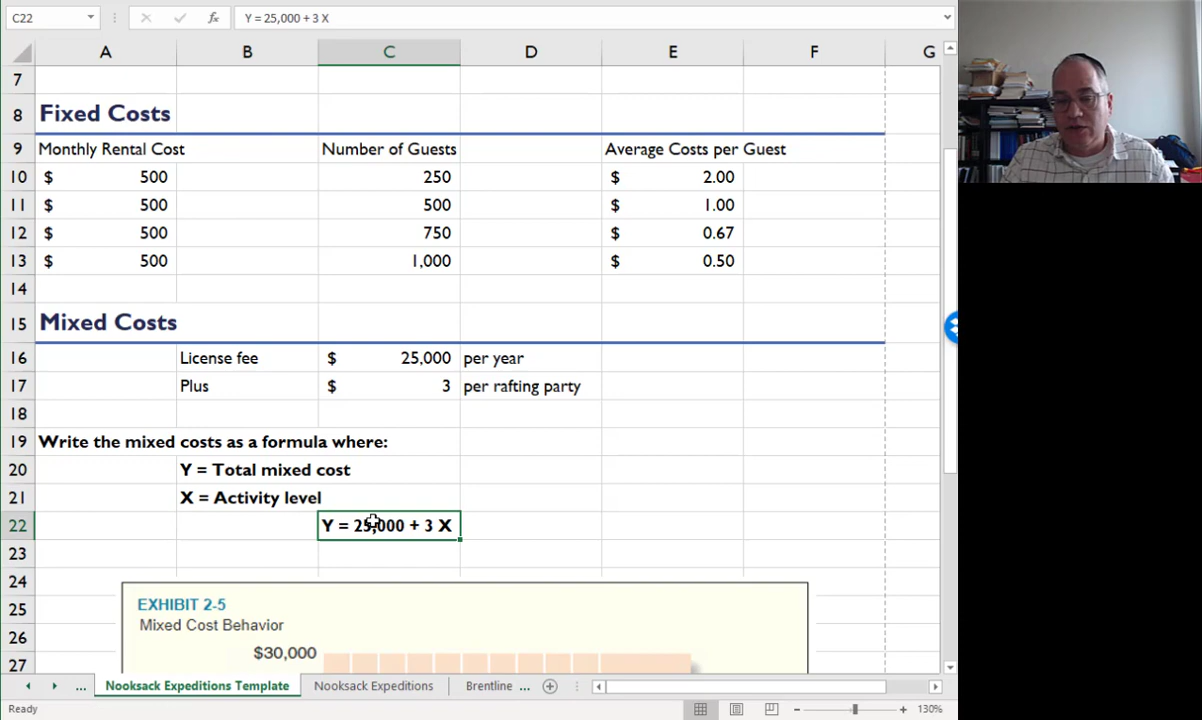 C22 fx Y = 25,000 + 3 X
A B C D E F G
7
8 Fixed Costs
9 Monthly Rental Cost Number of Guests Average Costs per Guest
10 $ 500 250 $ 2.00
11 $ 500 500 $ 1.00
12 $ 500 750 $ 0.67
13 $ 500 1,000 $ 0.50
14
15 Mixed Costs
16 License fee $ 25,000 per year
17 Plus $ 3 per rafting party
18
19 Write the mixed costs as a formula where:
20 Y = Total mixed cost
21 X = Activity level
22 Y = 25,000 + 3 X
23
24
EXHIBIT 2-5
25
Mixed Cost Behavior
26
$30,000
27
... Nooksack Expeditions Template Nooksack Expeditions Brentline ...
Ready 130%